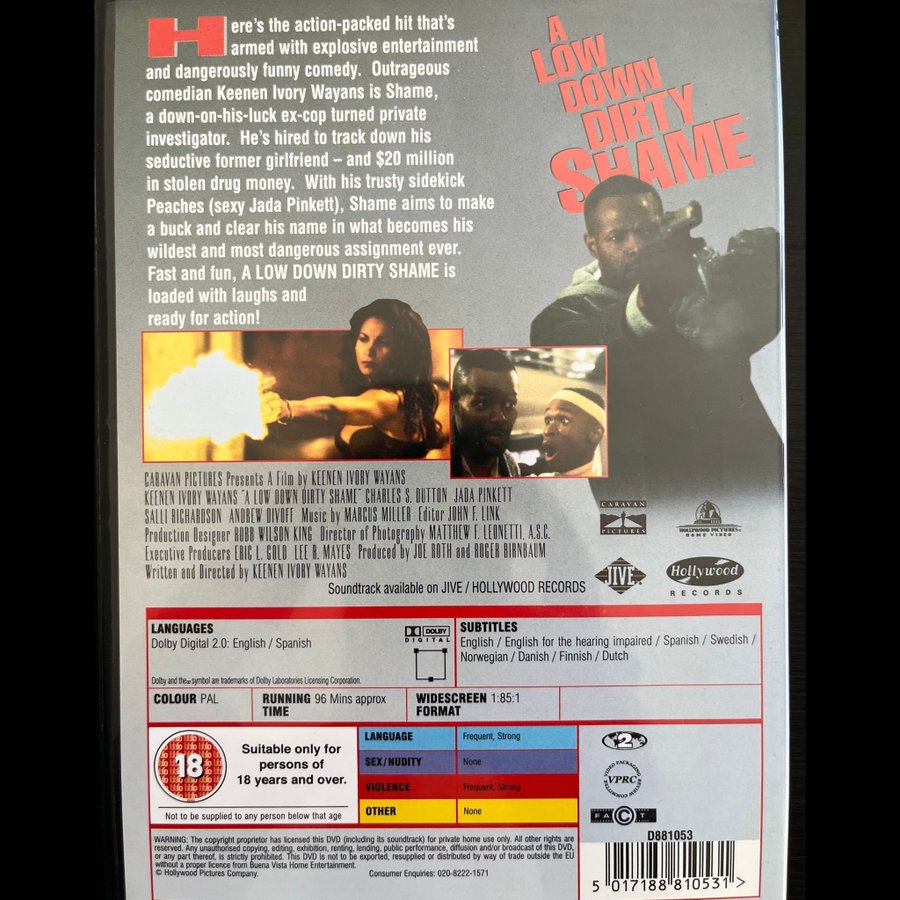 Here's the action-packed hit that's
armed with explosive entertainment
and dangerously funny comedy. Outrageous
comedian Keenen Ivory Wayans is Shame,
a down-on-his-luck ex-cop turned private
investigator. He's hired to track down his
seductive former girlfriend – and $20 million
in stolen drug money. With his trusty sidekick
Peaches (sexy Jada Pinkett), Shame aims to make
a buck and clear his name in what becomes his
wildest and most dangerous assignment ever.
Fast and fun, A LOW DOWN DIRTY SHAME is
loaded with laughs and
ready for action!
A
LOW
DOWN
DIRTY
SHAME
CARAVAN PICTURES Presents A Film by KEENEN IVORY WAYANS
KEENEN IVORY WAYANS "A LOW DOWN DIRTY SHAME" CHARLES S. DUTTON JADA PINKETT
SALLI RICHARDSON ANDREW DIVOFF Music by MARCUS MILLER Editor JOHN F. LINK
Production Designer ROBB WILSON KING Director of Photography MATTHEW F. LEONETTI, A.S.C.
Executive Producers ERIC L. GOLD LEE R. MAYES Produced by JOE ROTH and ROGER BIRNBAUM
Written and Directed by KEENEN IVORY WAYANS
Soundtrack available on JIVE / HOLLYWOOD RECORDS
CARAVAN
PICTURES
HOLLYWOOD PICTURES
HOME VIDEO
JIVE
Hollywood
RECORDS
LANGUAGES
Dolby Digital 2.0: English / Spanish
DOLBY
DIGITAL
Dolby and the symbol are trademarks of Dolby Laboratories Licensing Corporation.
SUBTITLES
English / English for the hearing impaired / Spanish / Swedish /
Norwegian / Danish / Finnish / Dutch
COLOUR PAL
RUNNING TIME 96 Mins approx
WIDESCREEN FORMAT 1:85:1
18
Suitable only for
persons of
18 years and over.
Not to be supplied to any person below that age
LANGUAGE Frequent, Strong
SEX/NUDITY None
VIOLENCE Frequent, Strong
OTHER None
2
VIDEO PACKAGING REVIEW COMMITTEE
VPRC
FACT
D881053
WARNING: The copyright proprietor has licensed this DVD (including its soundtrack) for private home use only. All other rights are
reserved. Any unauthorised copying, editing, exhibition, renting, lending, public performance, diffusion and/or broadcast of this DVD,
or any part thereof, is strictly prohibited. This DVD is not to be exported, resupplied or distributed by way of trade outside the EU
without a proper licence from Buena Vista Home Entertainment.
© Hollywood Pictures Company. Consumer Enquiries: 020-8222-1571
5 017188 810531 >